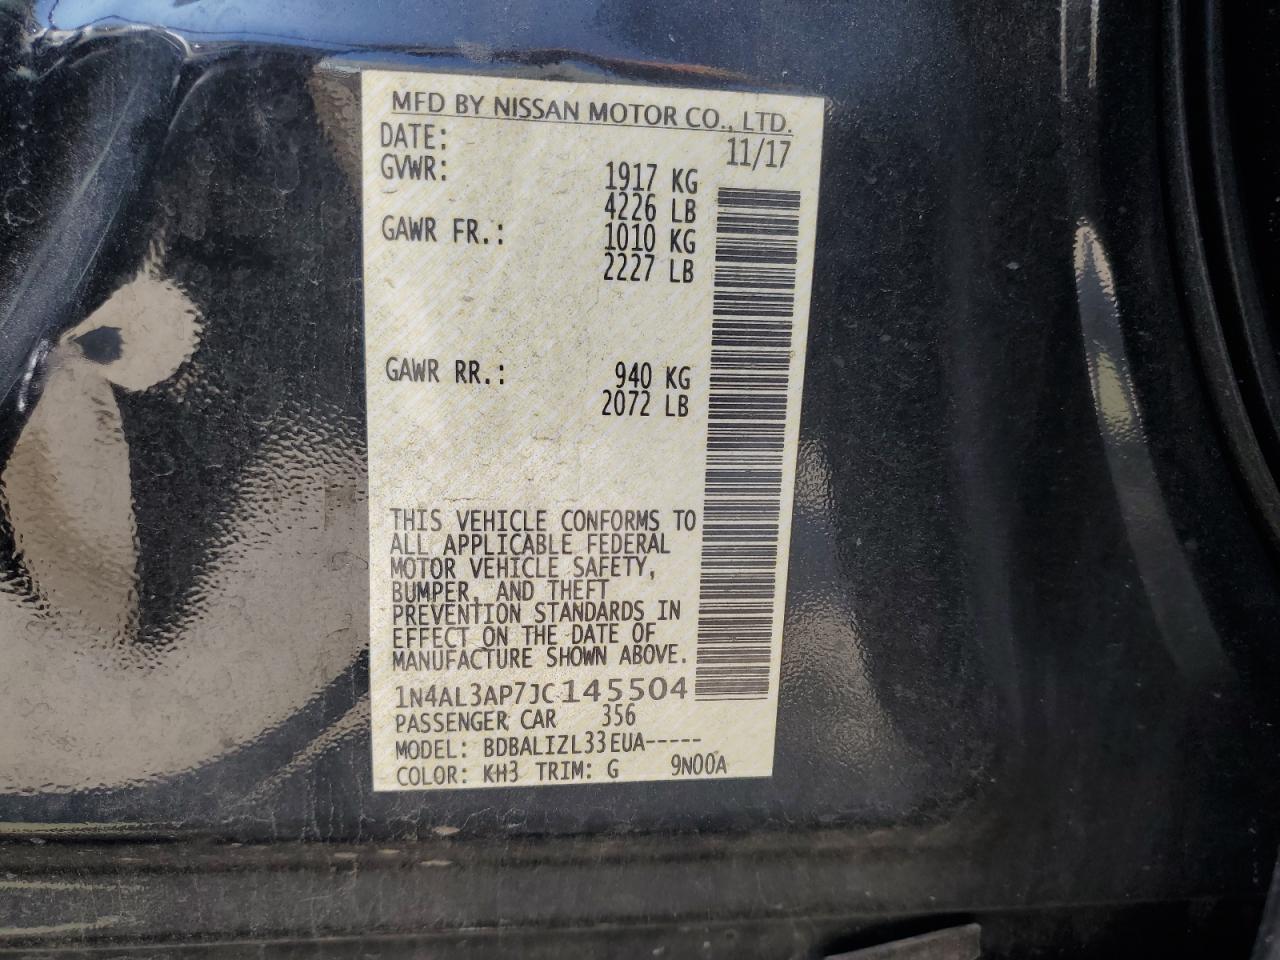 MFD BY NISSAN MOTOR CO., LTD.
DATE: 11/17
GVWR: 1917 KG
4226 LB
GAWR FR.: 1010 KG
2227 LB
GAWR RR.: 940 KG
2072 LB
THIS VEHICLE CONFORMS TO
ALL APPLICABLE FEDERAL
MOTOR VEHICLE SAFETY,
BUMPER, AND THEFT
PREVENTION STANDARDS IN
EFFECT ON THE DATE OF
MANUFACTURE SHOWN ABOVE.
1N4AL3AP7JC145504
PASSENGER CAR 356
MODEL: BDBALIZL33EUA-----
COLOR: KH3 TRIM: G 9N00A